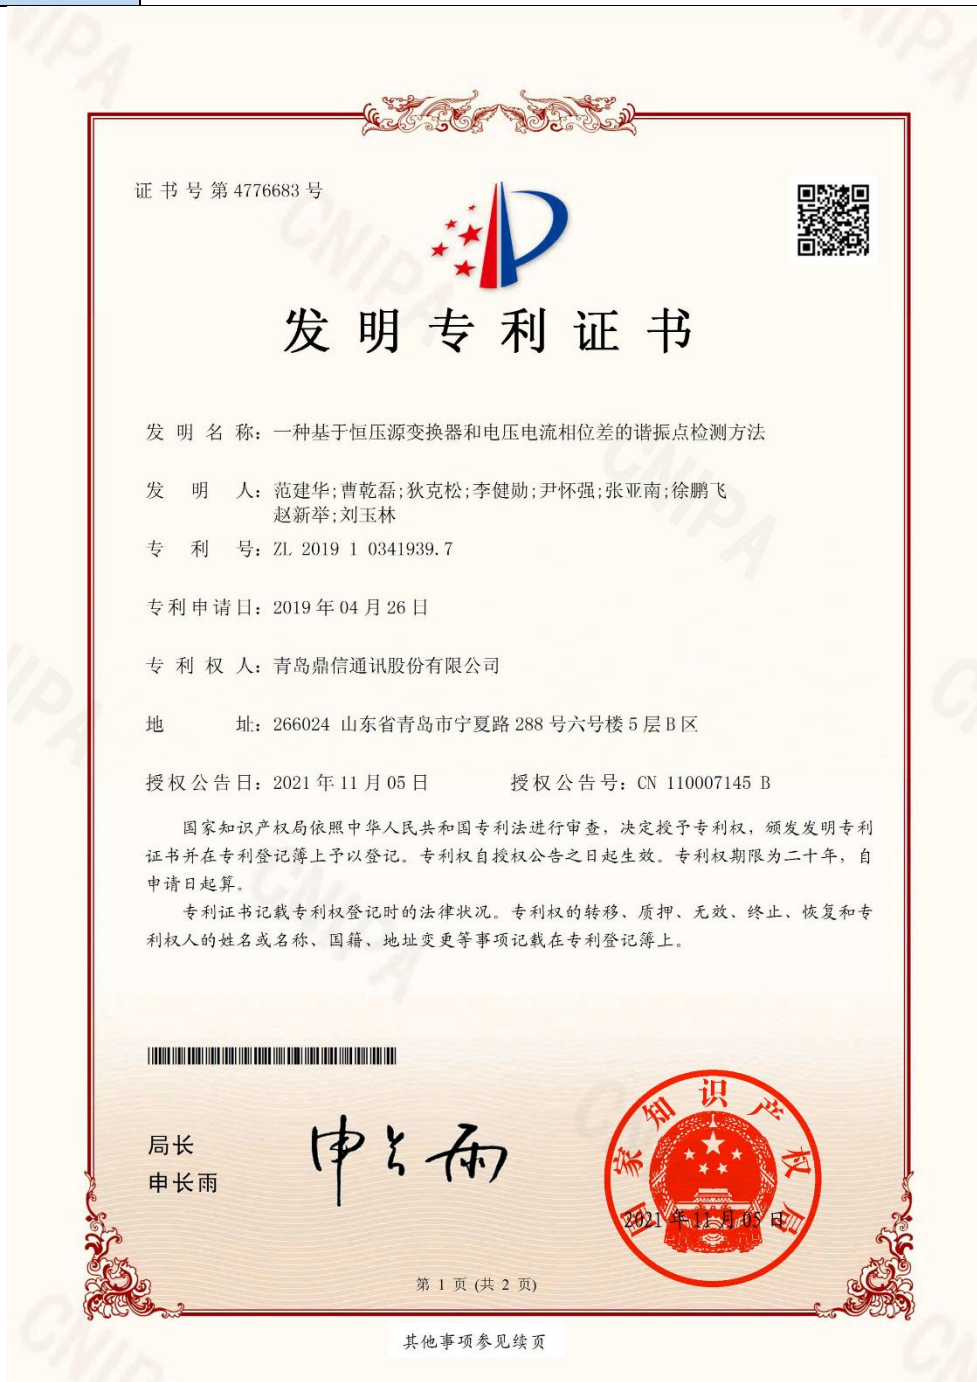 证书号第4776683号
发明专利证书
发明名称：一种基于恒压源变换器和电压电流相位差的谐振点检测方法
发明人：范建华;曹乾磊;狄克松;李健勋;尹怀强;张亚南;徐鹏飞
赵新举;刘玉林
专利号：ZL 2019 1 0341939.7
专利申请日：2019年04月26日
专利权人：青岛鼎信通讯股份有限公司
地址：266024 山东省青岛市宁夏路288号六号楼5层B区
授权公告日：2021年11月05日 授权公告号：CN 110007145 B
国家知识产权局依照中华人民共和国专利法进行审查，决定授予专利权，颁发发明专利
证书并在专利登记簿上予以登记。专利权自授权公告之日起生效。专利权期限为二十年，自
申请日起算。
专利证书记载专利权登记时的法律状况。专利权的转移、质押、无效、终止、恢复和专
利权人的姓名或名称、国籍、地址变更等事项记载在专利登记簿上。
局长
申长雨
申长雨
国家知识产权局
2021年11月05日
第 1 页 (共 2 页)
其他事项参见续页
CNIPA
CNIPA
CNIPA
CNIPA